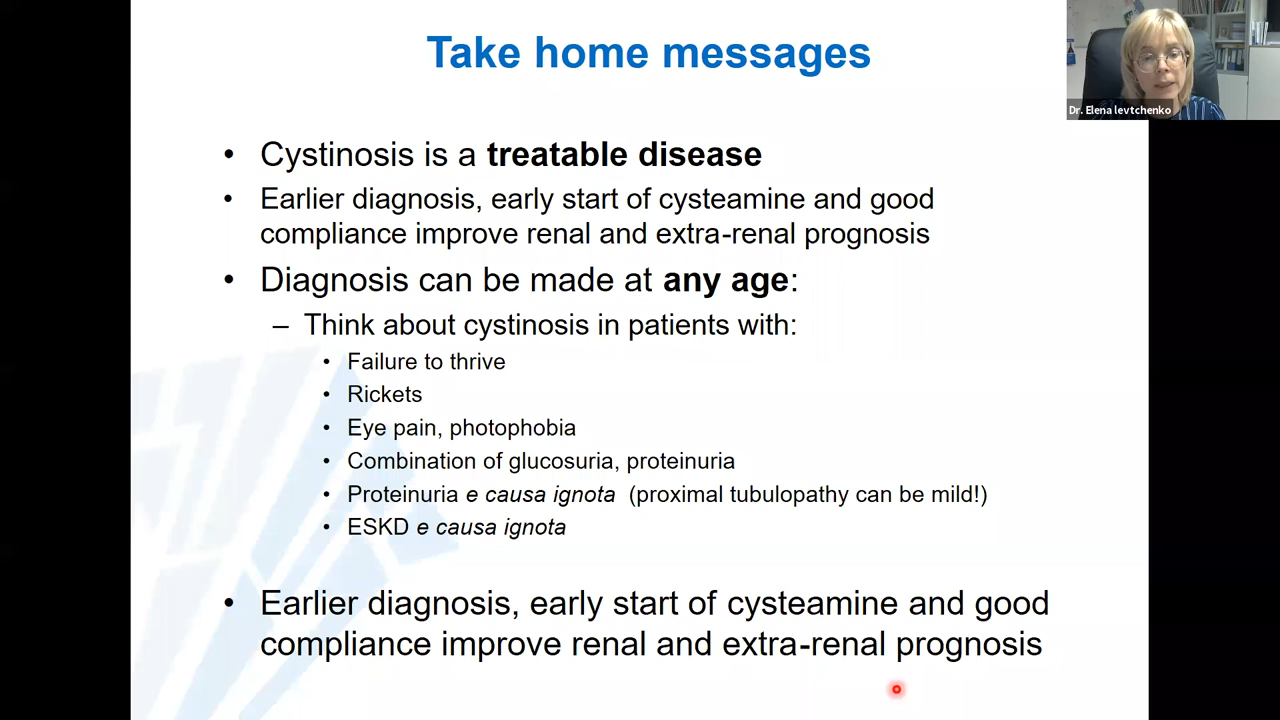 Take home messages
Dr. Elena levtchenko
• Cystinosis is a treatable disease
• Earlier diagnosis, early start of cysteamine and good
compliance improve renal and extra-renal prognosis
• Diagnosis can be made at any age:
– Think about cystinosis in patients with:
• Failure to thrive
• Rickets
• Eye pain, photophobia
• Combination of glucosuria, proteinuria
• Proteinuria e causa ignota (proximal tubulopathy can be mild!)
• ESKD e causa ignota
• Earlier diagnosis, early start of cysteamine and good
compliance improve renal and extra-renal prognosis